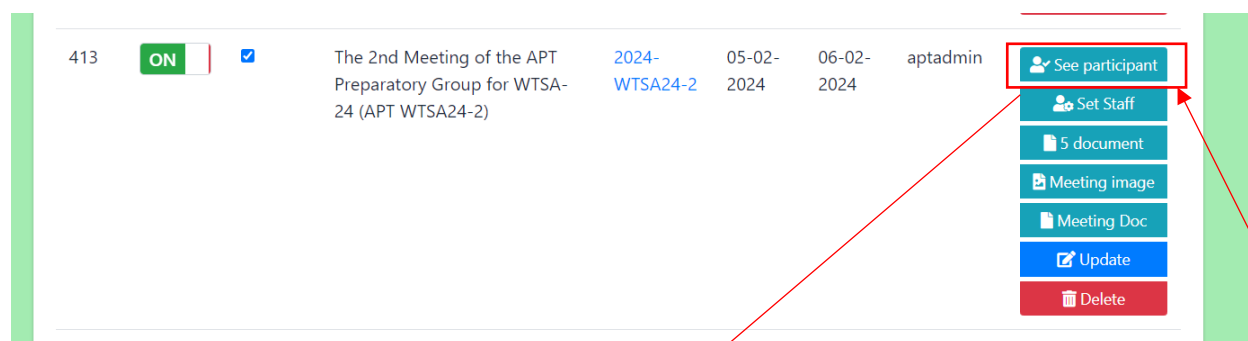 413 ON The 2nd Meeting of the APT 2024- 05-02- 06-02- aptadmin See participant
Preparatory Group for WTSA- WTSA24-2 2024 2024
24 (APT WTSA24-2)
Set Staff
5 document
Meeting image
Meeting Doc
Update
Delete